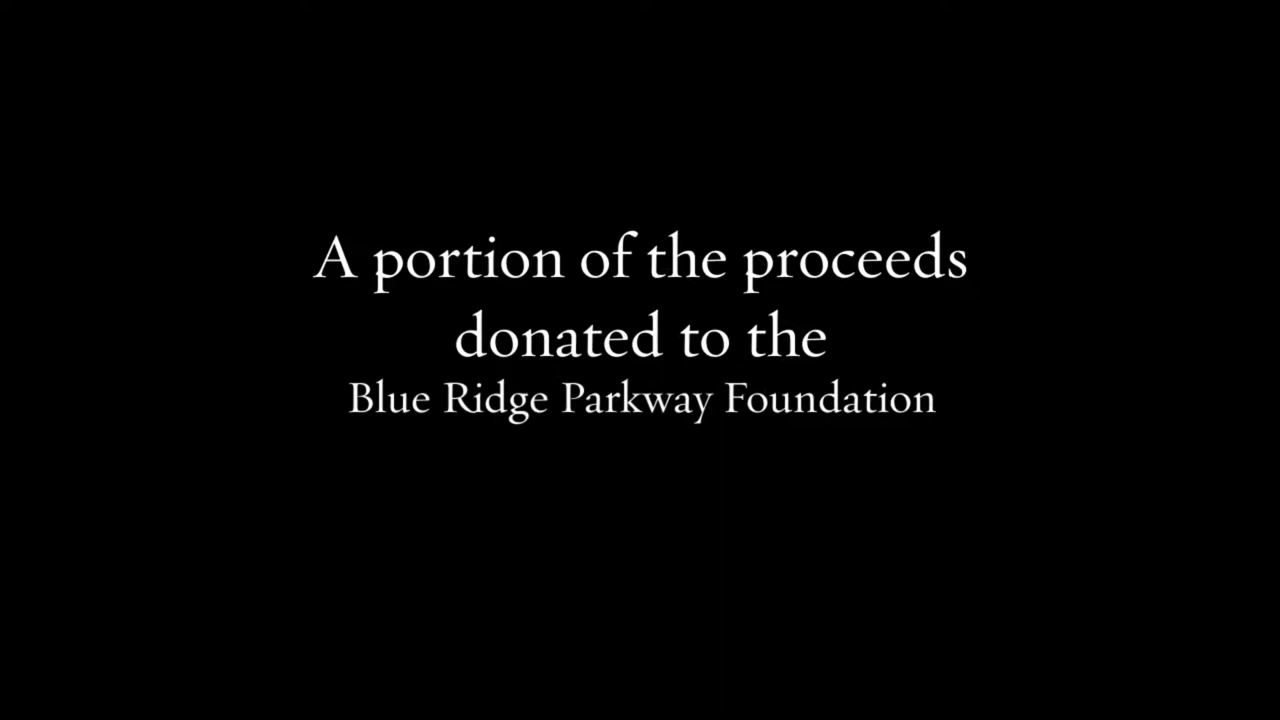 A portion of the proceeds
donated to the
Blue Ridge Parkway Foundation